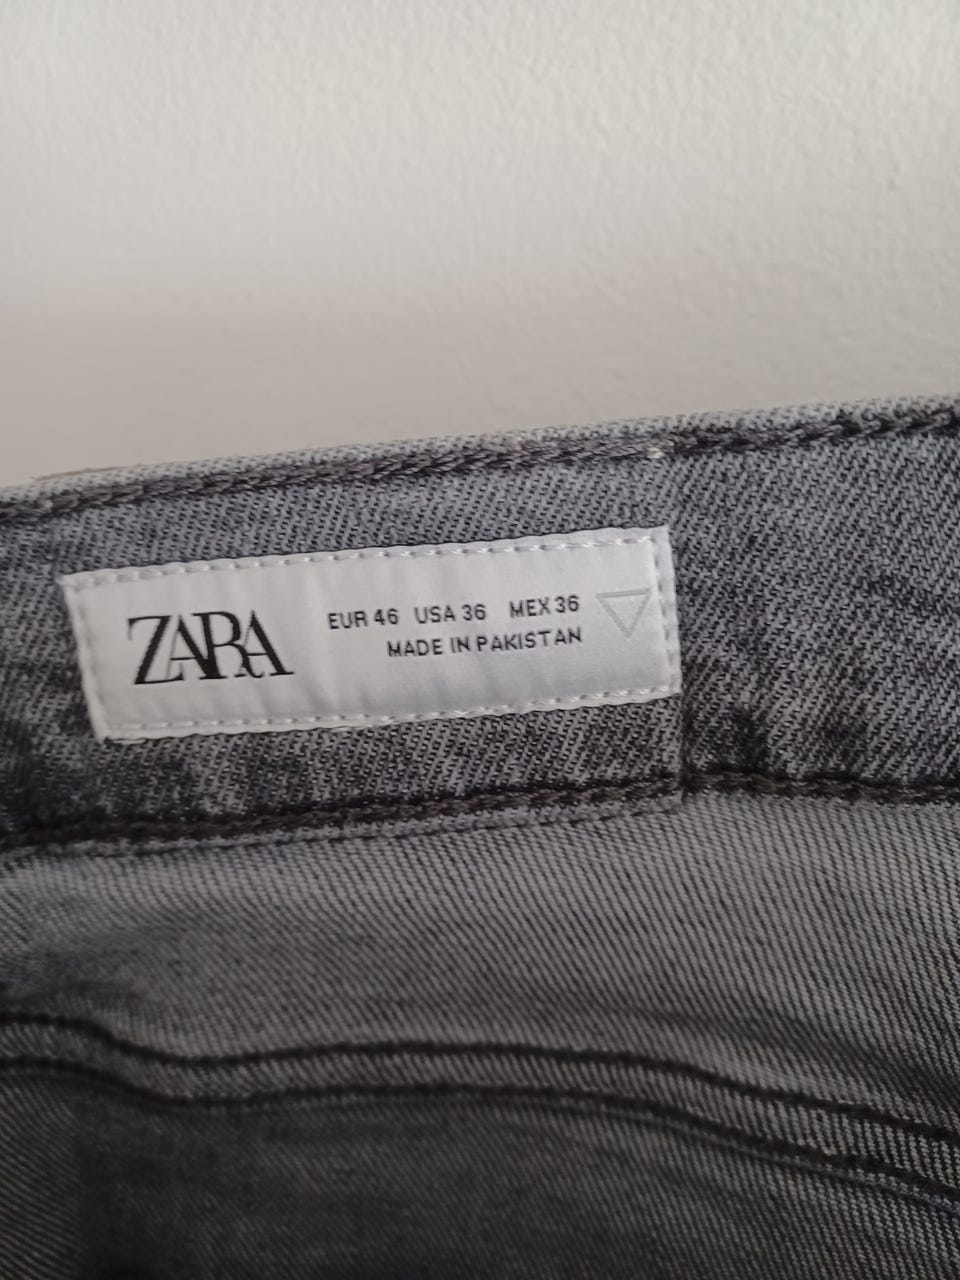 ZARA
EUR 46 USA 36 MEX 36
MADE IN PAKISTAN